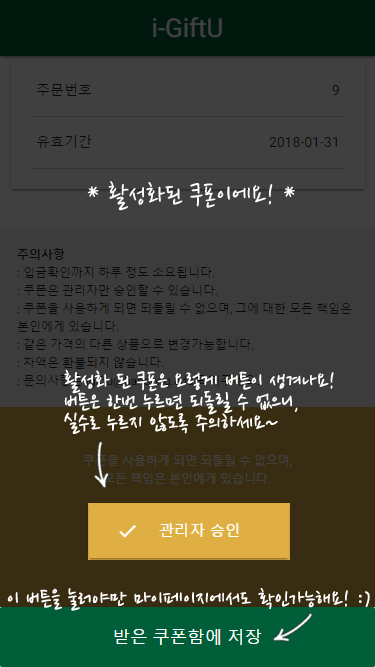 i-GiftU
주문번호 9
유효기간 2018-01-31
* 활성화된 쿠폰이에요! *
주의사항
: 입금확인까지 하루 정도 소요됩니다.
: 쿠폰은 관리자만 승인할 수 있습니다.
: 쿠폰을 사용하게 되면 되돌릴 수 없으며, 그에 대한 모든 책임은
본인에게 있습니다.
: 같은 가격의 다른 상품으로 변경가능합니다.
: 차액은 환불되지 않습니다.
: 문의사항
활성화 된 쿠폰은 요렇게 버튼이 생겨나요!
버튼은 한번 누르면 되돌릴 수 없으니,
실수로 누르지 않도록 주의하세요~
쿠폰을 사용하게 되면 되돌릴 수 없으며,
모든 책임은 본인에게 있습니다.
관리자 승인
이 버튼을 눌러야만 마이페이지에서도 확인가능해요! :)
받은 쿠폰함에 저장